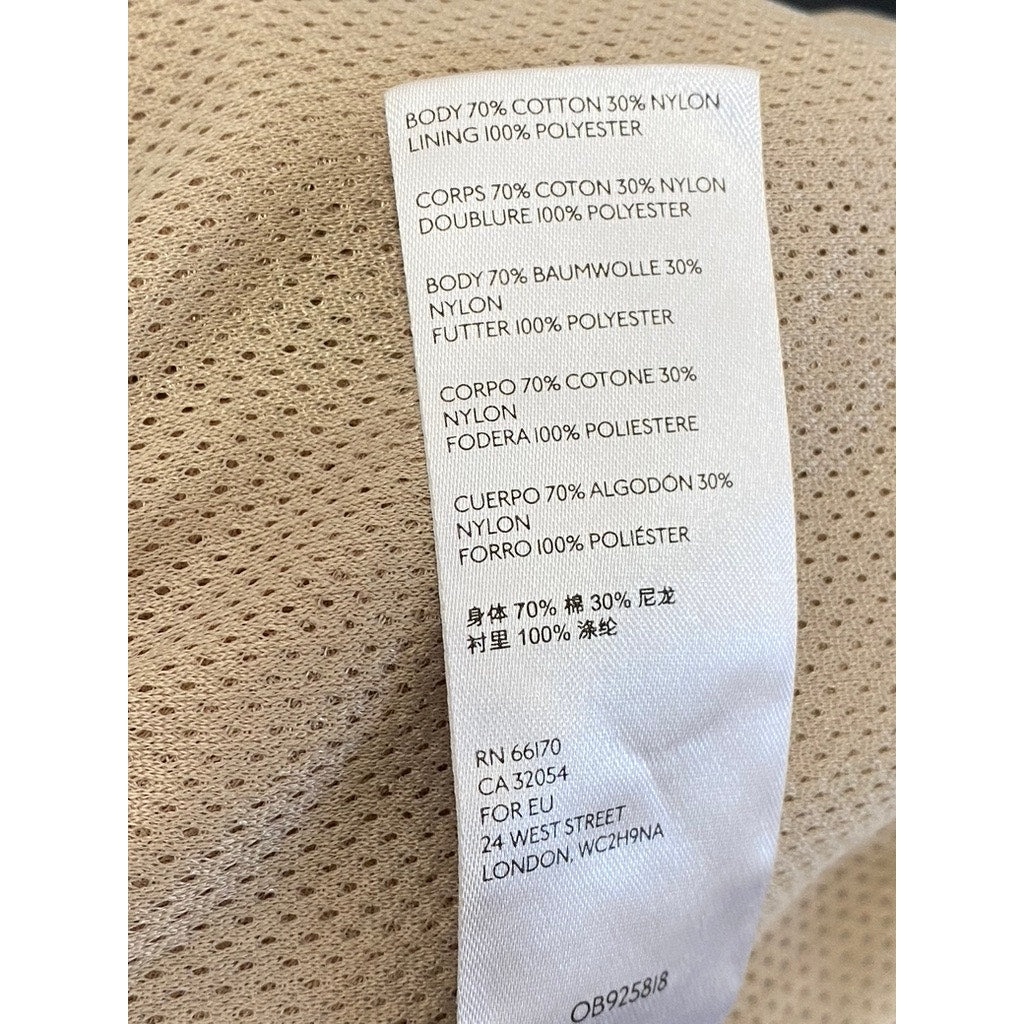 BODY 70% COTTON 30% NYLON
LINING 100% POLYESTER
CORPS 70% COTON 30% NYLON
DOUBLURE 100% POLYESTER
BODY 70% BAUMWOLLE 30%
NYLON
FUTTER 100% POLYESTER
CORPO 70% COTONE 30%
NYLON
FODERA 100% POLIESTERE
CUERPO 70% ALGODÓN 30%
NYLON
FORRO 100% POLIÉSTER
身体 70% 棉 30% 尼龙
衬里 100% 涤纶
RN 66170
CA 32054
FOR EU
24 WEST STREET
LONDON, WC2H9NA
OB925818